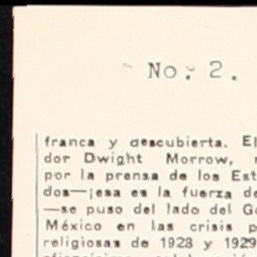 No. 2.
franca y descubierta. El
dor Dwight Morrow,
por la prensa de los Est
dos—¡esa es la fuerza de
—se puso del lado del Go
México en las crisis p
religiosas de 1928 y 1929